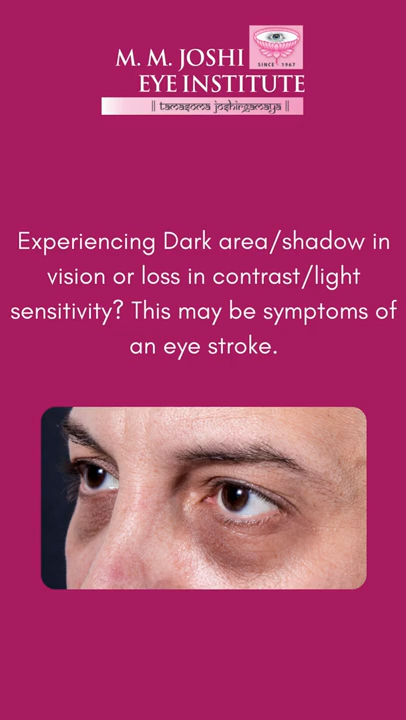 M. M. JOSHI
SINCE 1967
EYE INSTITUTE
|| tamasoma jyotirgamaya ||
Experiencing Dark area/shadow in
vision or loss in contrast/light
sensitivity? This may be symptoms of
an eye stroke.